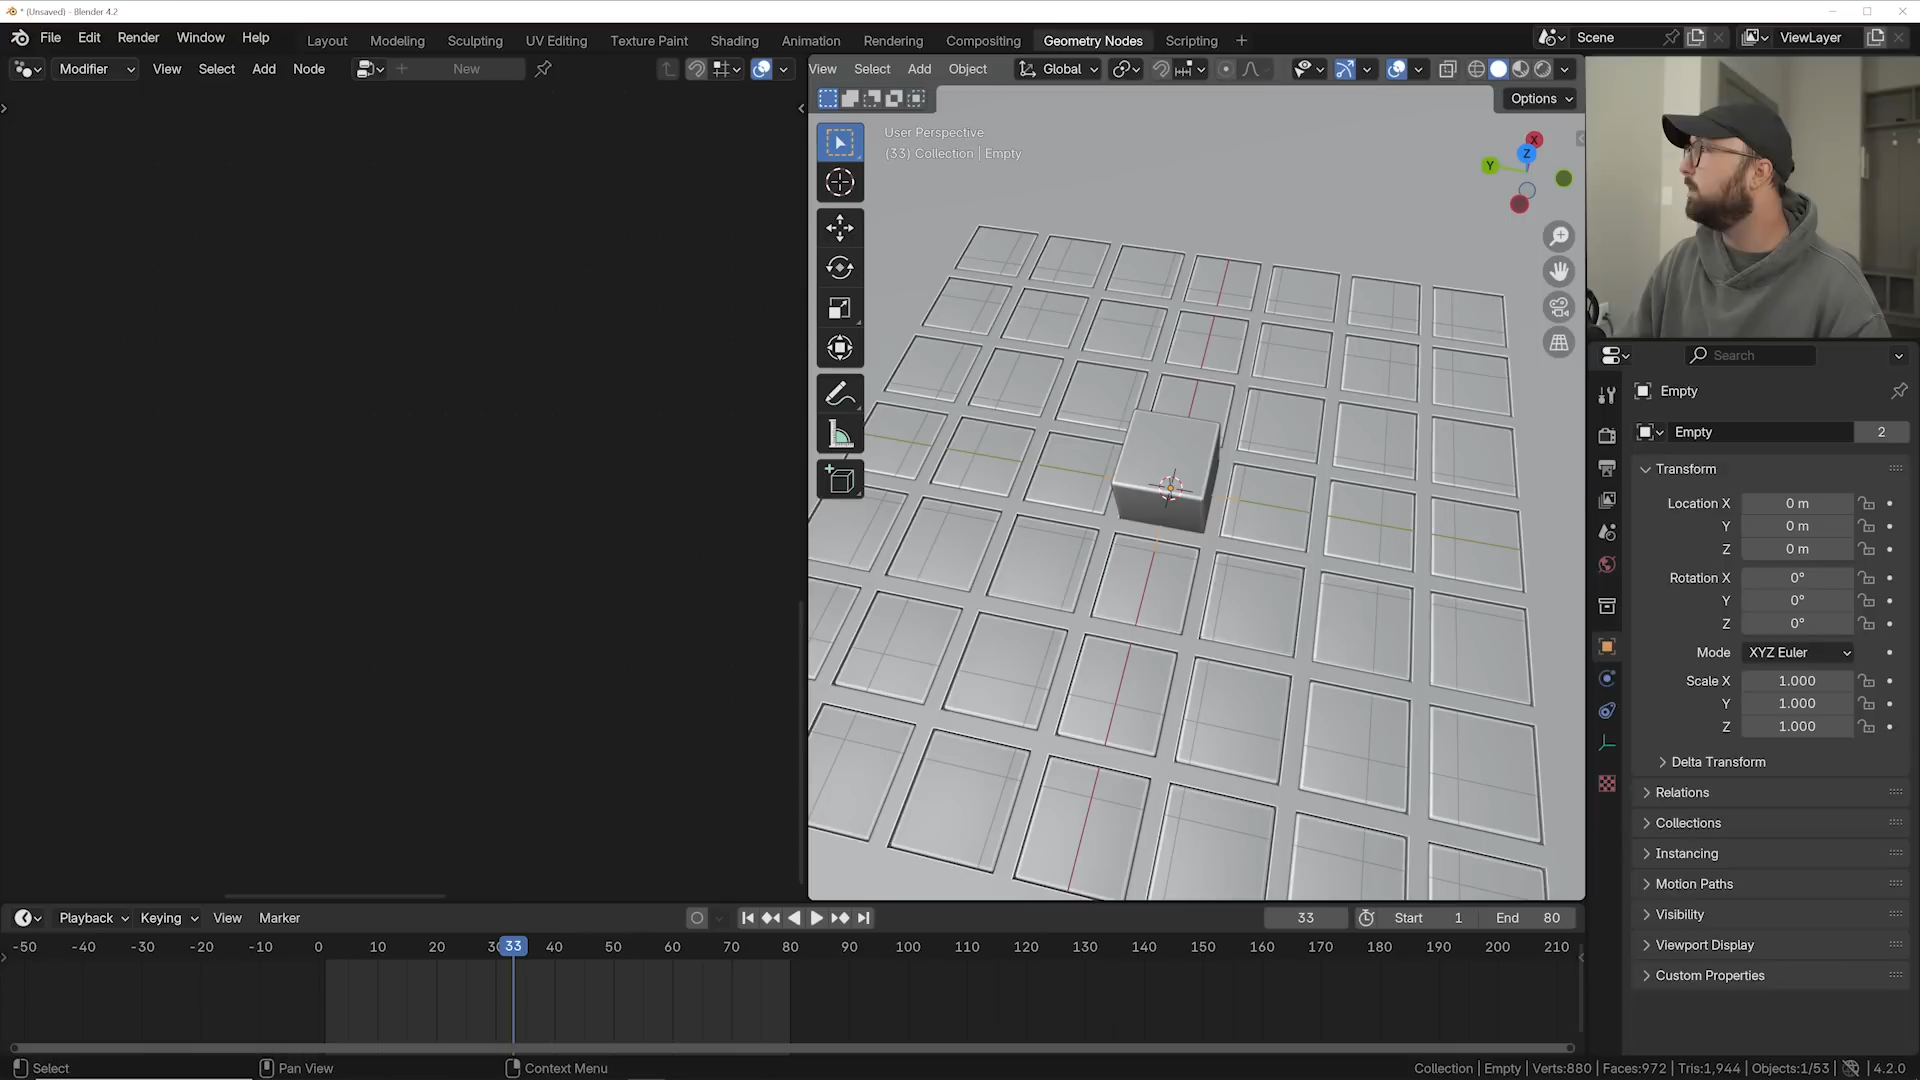 * (Unsaved) - Blender 4.2
File Edit Render Window Help Layout Modeling Sculpting UV Editing Texture Paint Shading Animation Rendering Compositing Geometry Nodes Scripting + Scene ViewLayer
Modifier View Select Add Node New View Select Add Object Global
Options
User Perspective
(33) Collection | Empty
X
Z
Y
Search
Empty
Empty 2
Transform
Location X 0 m
Y 0 m
Z 0 m
Rotation X 0°
Y 0°
Z 0°
Mode XYZ Euler
Scale X 1.000
Y 1.000
Z 1.000
Delta Transform
Relations
Collections
Instancing
Motion Paths
Visibility
Viewport Display
Custom Properties
Playback Keying View Marker 33 Start 1 End 80
-50 -40 -30 -20 -10 0 10 20 33 40 50 60 70 80 90 100 110 120 130 140 150 160 170 180 190 200 210
Select Pan View Context Menu Collection | Empty | Verts:880 | Faces:972 | Tris:1,944 | Objects:1/53 | 4.2.0